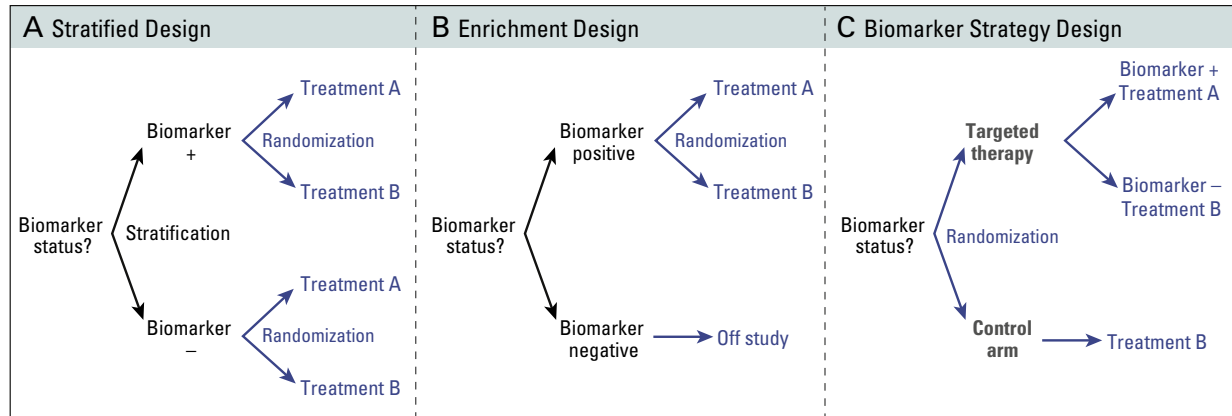 A Stratified Design
Treatment A
Biomarker
+
Randomization
Treatment B
Biomarker
status?
Stratification
Treatment A
Biomarker
–
Randomization
Treatment B
B Enrichment Design
Treatment A
Biomarker
positive
Randomization
Treatment B
Biomarker
status?
Biomarker
negative
Off study
C Biomarker Strategy Design
Biomarker +
Treatment A
Targeted
therapy
Biomarker –
Treatment B
Biomarker
status?
Randomization
Control
arm
Treatment B